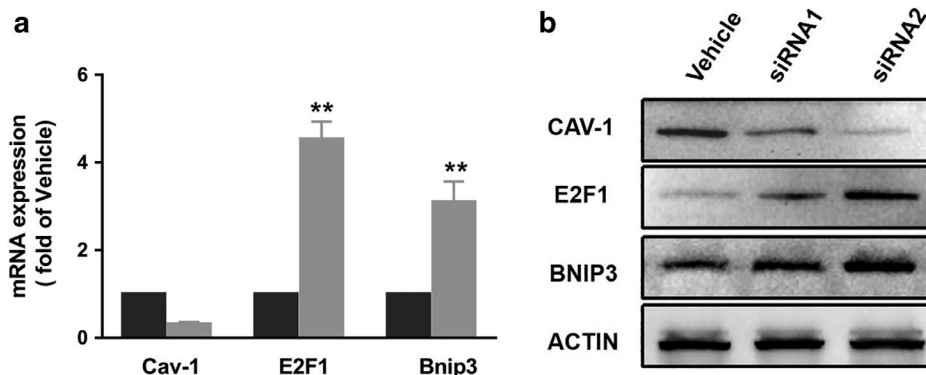 a
mRNA expression
( fold of Vehicle)
6
4
2
0
**
**
Cav-1 E2F1 Bnip3
b
Vehicle siRNA1 siRNA2
CAV-1
E2F1
BNIP3
ACTIN